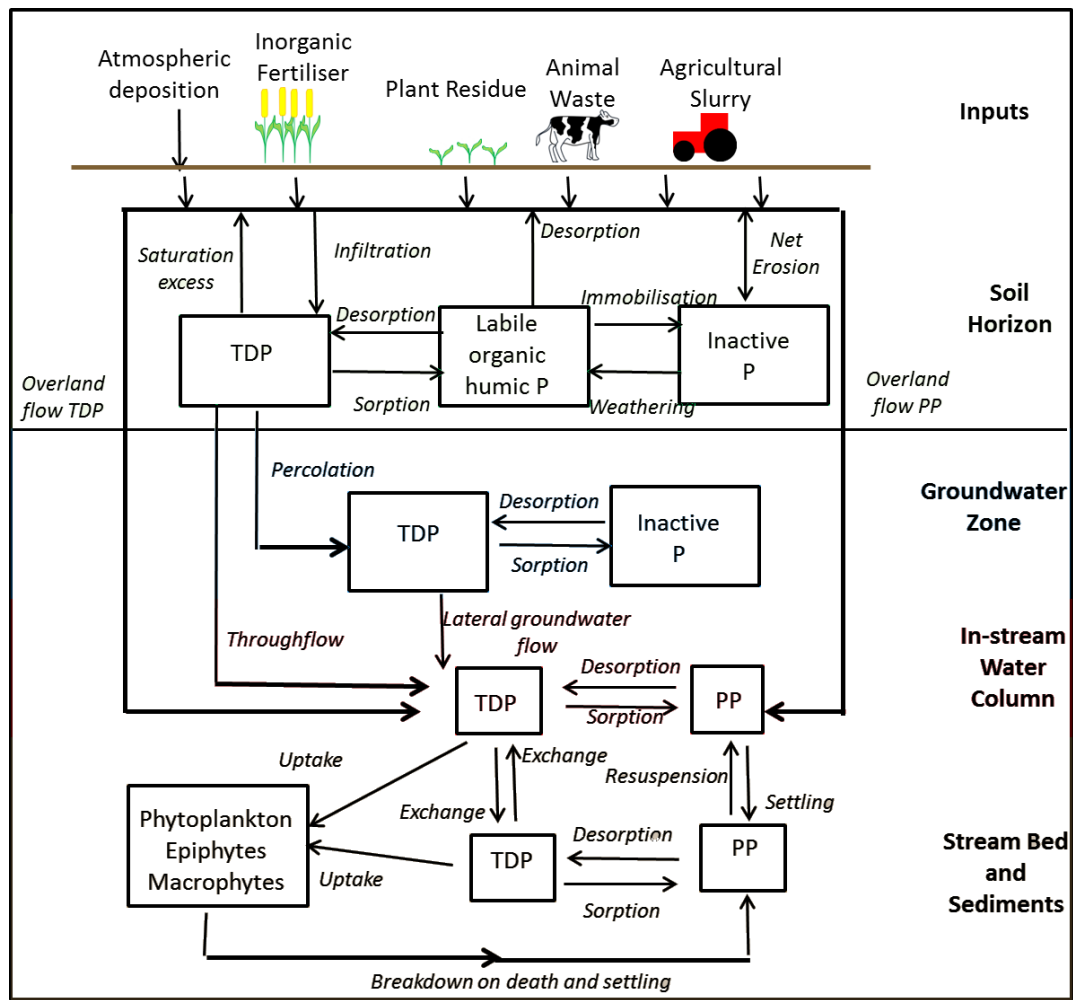 Atmospheric
deposition
Inorganic
Fertiliser
Plant Residue
Animal
Waste
Agricultural
Slurry
Inputs
Saturation
excess
Infiltration
Desorption
Net
Erosion
Soil
Horizon
TDP
Desorption
Sorption
Labile
organic
humic P
Immobilisation
Weathering
Inactive
P
Overland
flow TDP
Overland
flow PP
Percolation
Groundwater
Zone
TDP
Desorption
Sorption
Inactive
P
Throughflow
Lateral groundwater
flow
In-stream
Water
Column
TDP
Desorption
Sorption
PP
Uptake
Exchange
Exchange
Resuspension
Settling
Phytoplankton
Epiphytes
Macrophytes
Uptake
TDP
Desorption
Sorption
PP
Stream Bed
and
Sediments
Breakdown on death and settling